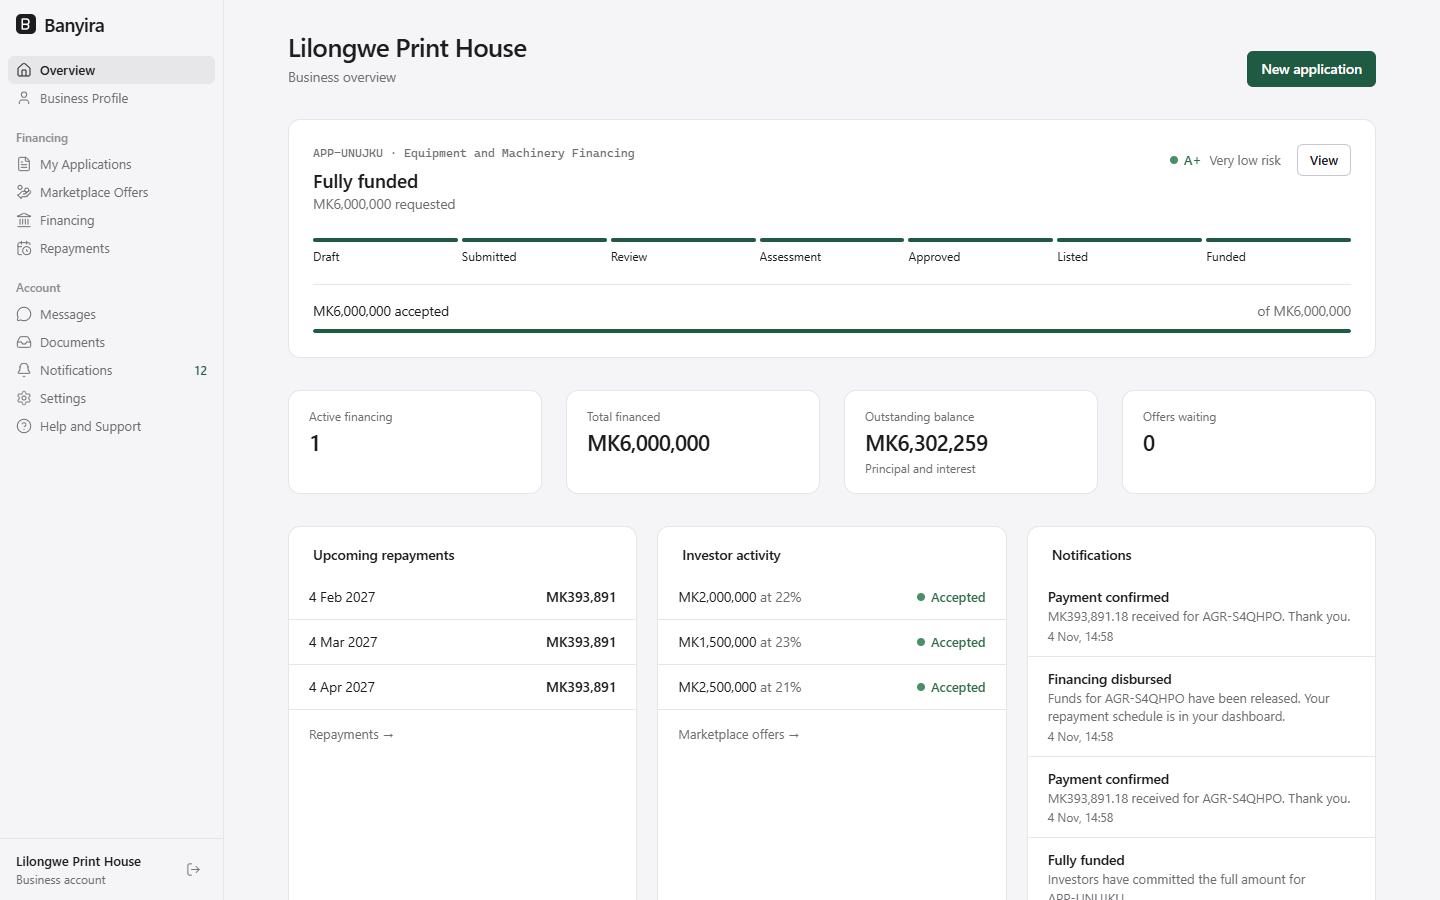 Banyira
Overview
Business Profile
Financing
My Applications
Marketplace Offers
Financing
Repayments
Account
Messages
Documents
Notifications 12
Settings
Help and Support
Lilongwe Print House
Business account
Lilongwe Print House
Business overview
New application
APP-UNUJKU · Equipment and Machinery Financing
Fully funded
MK6,000,000 requested
A+ Very low risk
View
Draft Submitted Review Assessment Approved Listed Funded
MK6,000,000 accepted of MK6,000,000
Active financing
1
Total financed
MK6,000,000
Outstanding balance
MK6,302,259
Principal and interest
Offers waiting
0
Upcoming repayments
4 Feb 2027 MK393,891
4 Mar 2027 MK393,891
4 Apr 2027 MK393,891
Repayments →
Investor activity
MK2,000,000 at 22% Accepted
MK1,500,000 at 23% Accepted
MK2,500,000 at 21% Accepted
Marketplace offers →
Notifications
Payment confirmed
MK393,891.18 received for AGR-S4QHPO. Thank you.
4 Nov, 14:58
Financing disbursed
Funds for AGR-S4QHPO have been released. Your
repayment schedule is in your dashboard.
4 Nov, 14:58
Payment confirmed
MK393,891.18 received for AGR-S4QHPO. Thank you.
4 Nov, 14:58
Fully funded
Investors have committed the full amount for
APP-UNUJKU